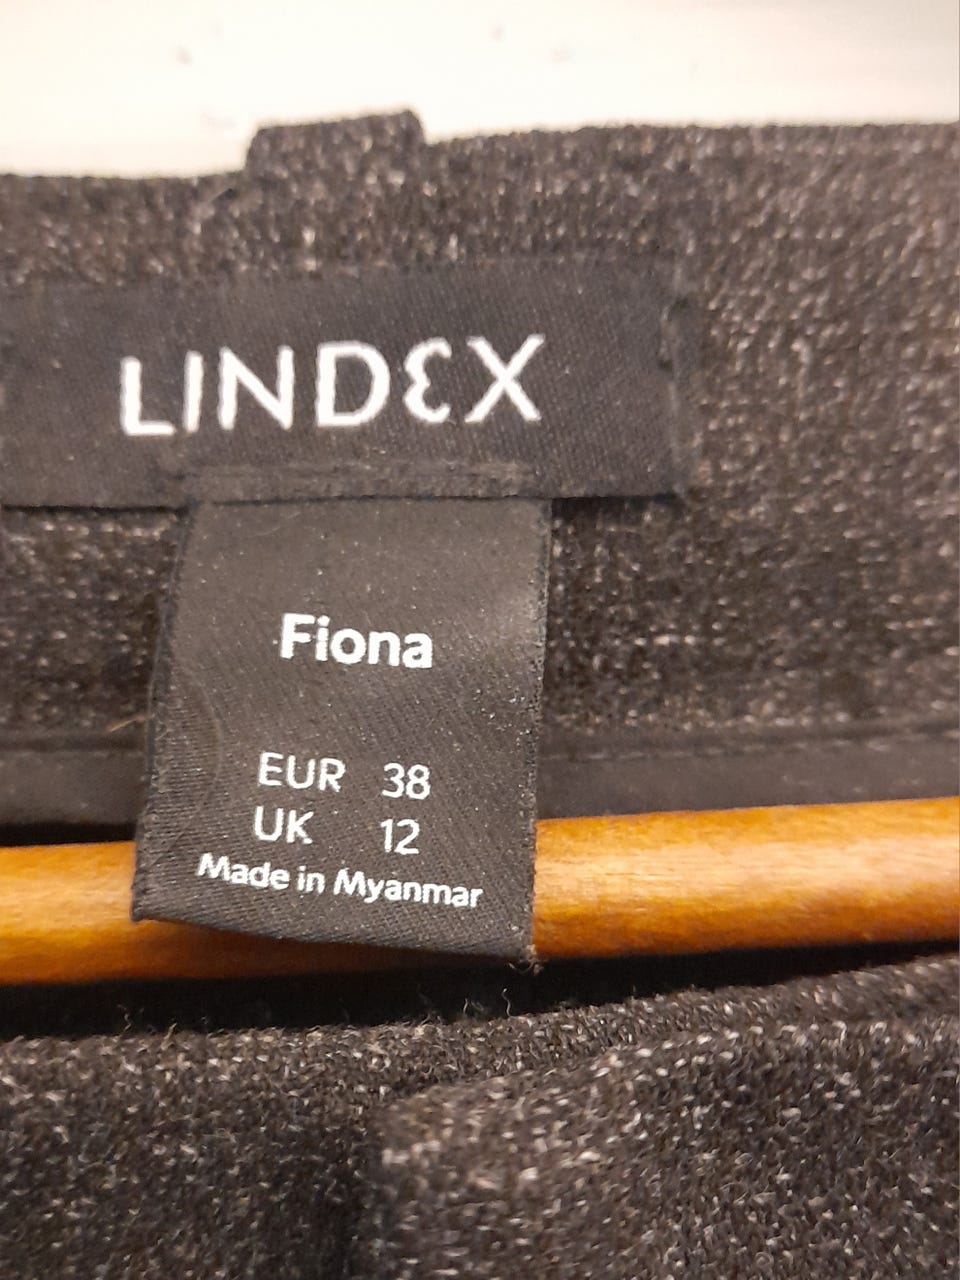 LINDEX
Fiona
EUR 38
UK 12
Made in Myanmar